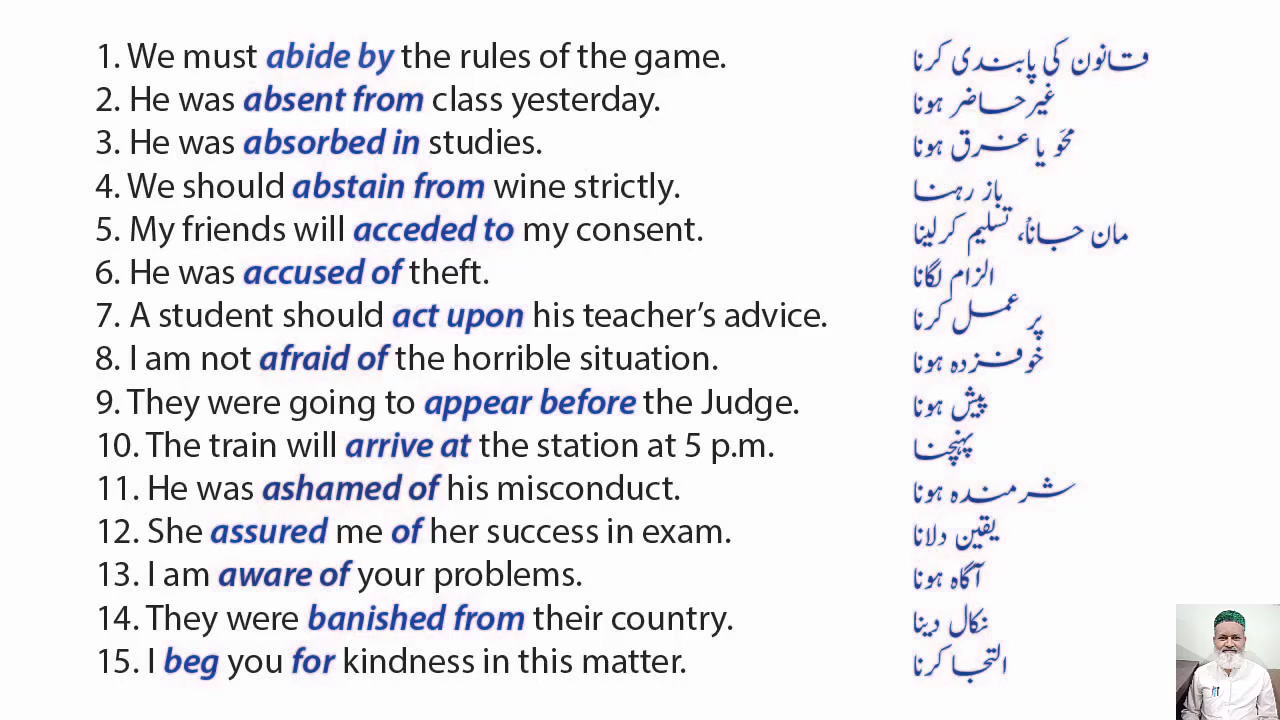 1. We must abide by the rules of the game. قانون کی پابندی کرنا
2. He was absent from class yesterday. غیر حاضر ہونا
3. He was absorbed in studies. محو یا غرق ہونا
4. We should abstain from wine strictly. باز رہنا
5. My friends will acceded to my consent. مان جانا، تسلیم کرلینا
6. He was accused of theft. الزام لگانا
7. A student should act upon his teacher’s advice. پر عمل کرنا
8. I am not afraid of the horrible situation. خوفزدہ ہونا
9. They were going to appear before the Judge. پیش ہونا
10. The train will arrive at the station at 5 p.m. پہنچنا
11. He was ashamed of his misconduct. شرمندہ ہونا
12. She assured me of her success in exam. یقین دلانا
13. I am aware of your problems. آگاہ ہونا
14. They were banished from their country. نکال دینا
15. I beg you for kindness in this matter. التجا کرنا